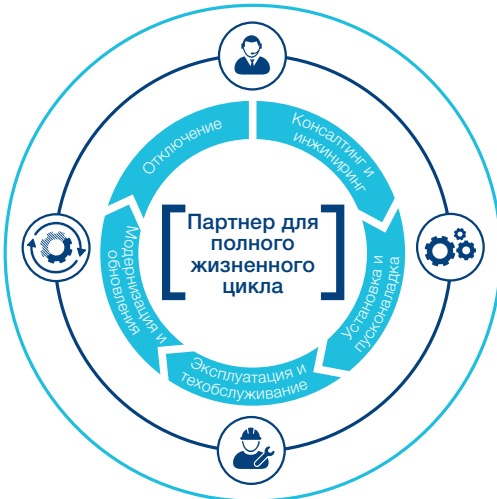 Партнер для
полного
жизненного
цикла
Консалтинг и
инжиниринг
Установка и
пусконаладка
Эксплуатация и
техобслуживание
Модернизация и
обновления
Отключение